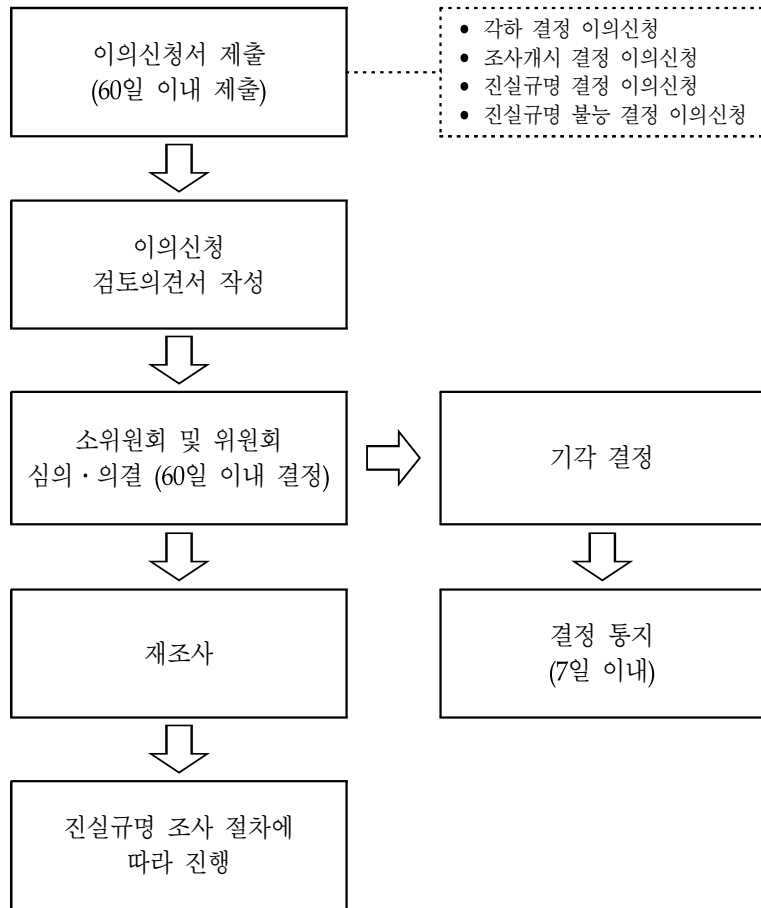 이의신청서 제출
(60일 이내 제출)
• 각하 결정 이의신청
• 조사개시 결정 이의신청
• 진실규명 결정 이의신청
• 진실규명 불능 결정 이의신청
이의신청
검토의견서 작성
소위원회 및 위원회
심의·의결 (60일 이내 결정)
기각 결정
재조사
결정 통지
(7일 이내)
진실규명 조사 절차에
따라 진행